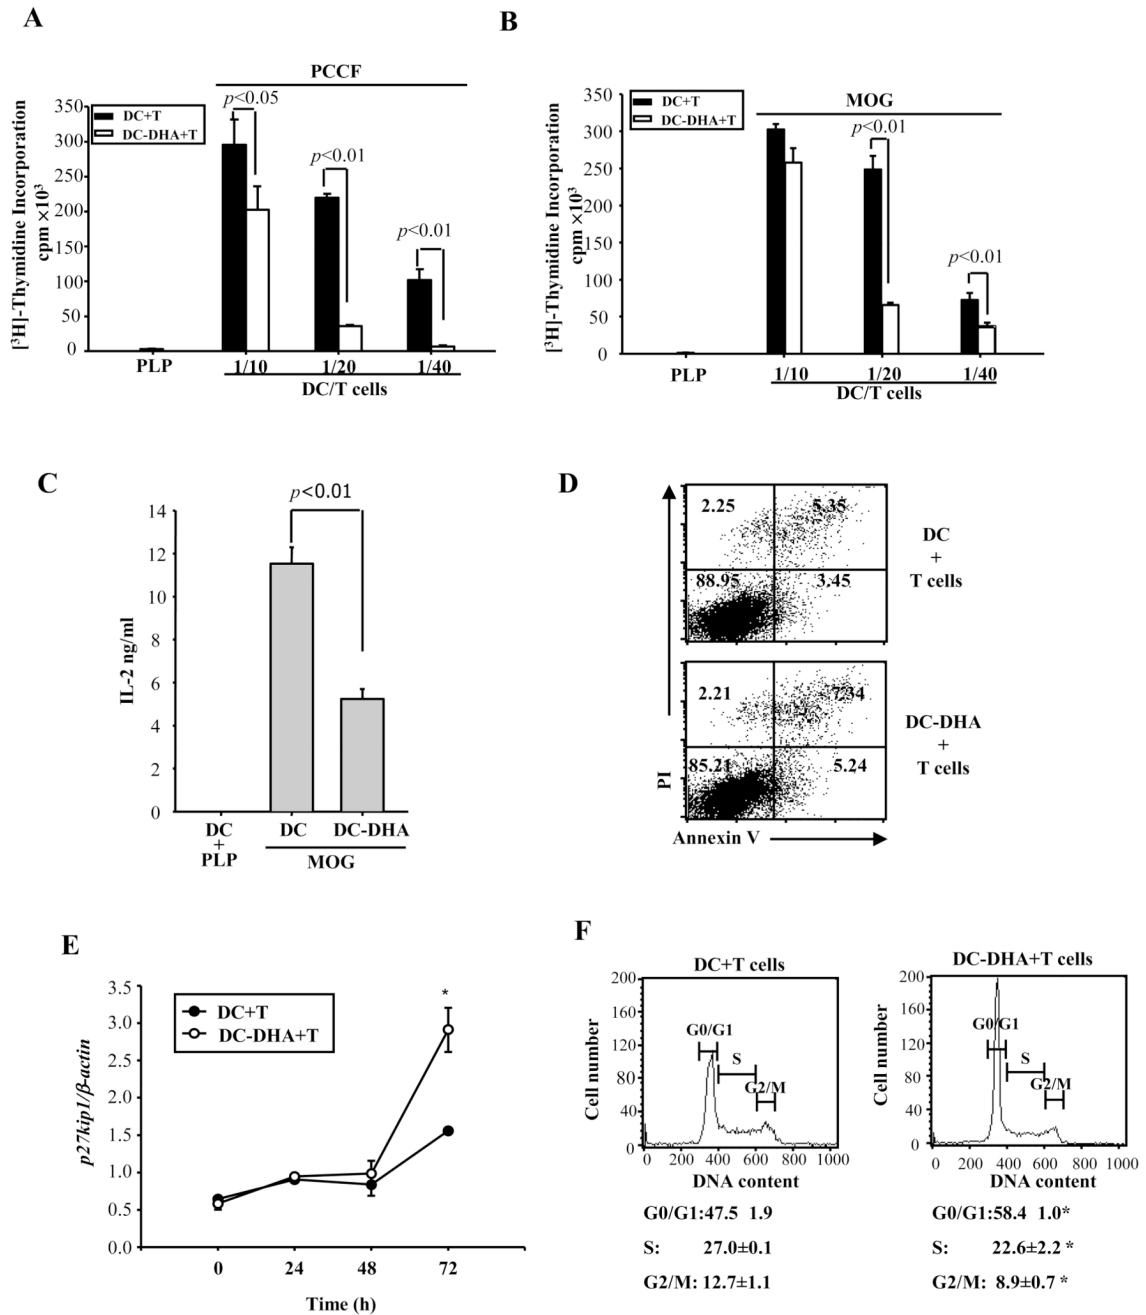 A
PCCF
[³H]-Thymidine Incorporation
cpm ×10³
350
300
250
200
150
100
50
0
DC+T
DC-DHA+T
p<0.05
p<0.01
p<0.01
PLP
1/10
1/20
1/40
DC/T cells
B
MOG
[³H]-Thymidine Incorporation
cpm ×10³
350
300
250
200
150
100
50
0
DC+T
DC-DHA+T
p<0.01
p<0.01
PLP
1/10
1/20
1/40
DC/T cells
C
p<0.01
IL-2 ng/ml
14
12
10
8
6
4
2
0
DC
+
PLP
DC
DC-DHA
MOG
D
2.25
5.35
88.95
3.45
DC
+
T cells
2.21
7.34
85.21
5.24
DC-DHA
+
T cells
PI
Annexin V
E
p27kip1/β-actin
3.5
3.0
2.5
2.0
1.5
1.0
0.5
0.0
DC+T
DC-DHA+T
*
0
24
48
72
Time (h)
F
DC+T cells
Cell number
200
160
120
80
40
0
G0/G1
S
G2/M
0
200
400
600
800
1000
DNA content
G0/G1:47.5 1.9
S: 27.0±0.1
G2/M: 12.7±1.1
DC-DHA+T cells
Cell number
200
160
120
80
40
0
G0/G1
S
G2/M
0
200
400
600
800
1000
DNA content
G0/G1:58.4 1.0*
S: 22.6±2.2 *
G2/M: 8.9±0.7 *